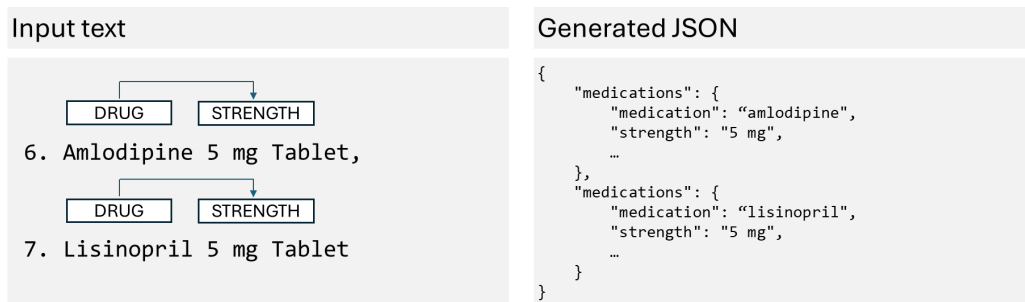 Input text
DRUG STRENGTH
6. Amlodipine 5 mg Tablet,
DRUG STRENGTH
7. Lisinopril 5 mg Tablet
Generated JSON
{
    "medications": {
        "medication": “amlodipine",
        "strength": "5 mg",
        …
    },
    "medications": {
        "medication": “lisinopril",
        "strength": "5 mg",
        …
    }
}